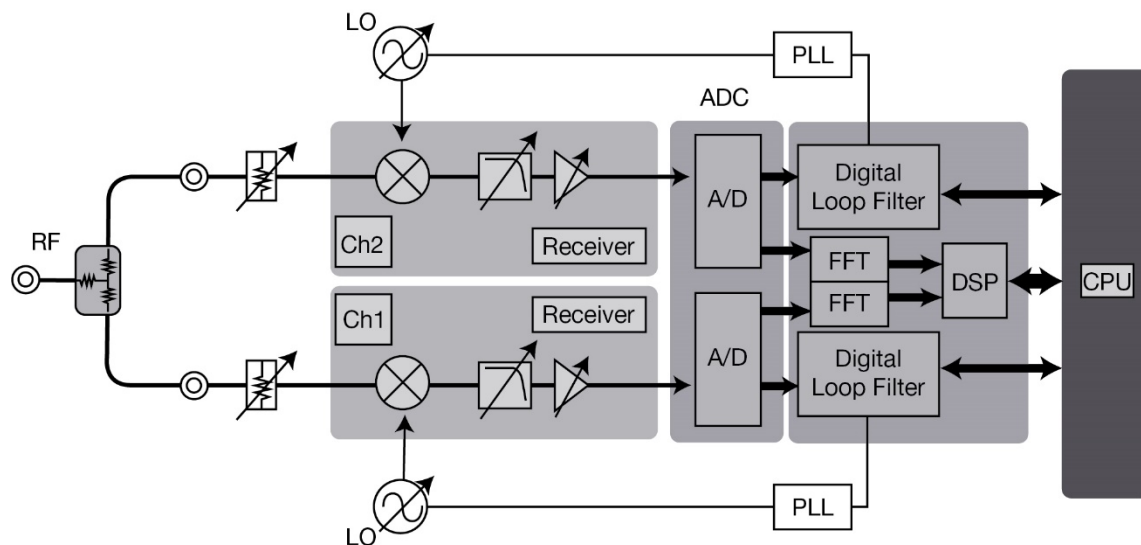 LO
PLL
ADC
Digital
Loop Filter
A/D
RF
Ch2
Receiver
FFT
DSP
CPU
FFT
Ch1
Receiver
A/D
Digital
Loop Filter
LO
PLL